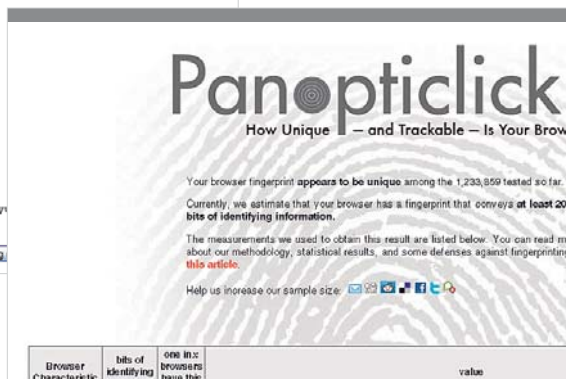 Panopticlick
How Unique — and Trackable — Is Your Brow
Your browser fingerprint appears to be unique among the 1,233,859 tested so far.
Currently, we estimate that your browser has a fingerprint that conveys at least 20
bits of identifying information.
The measurements we used to obtain this result are listed below. You can read m
about our methodology, statistical results, and some defenses against fingerprinting
this article.
Help us increase our sample size:
Browser Characteristic
bits of identifying
one in x browsers have this
value